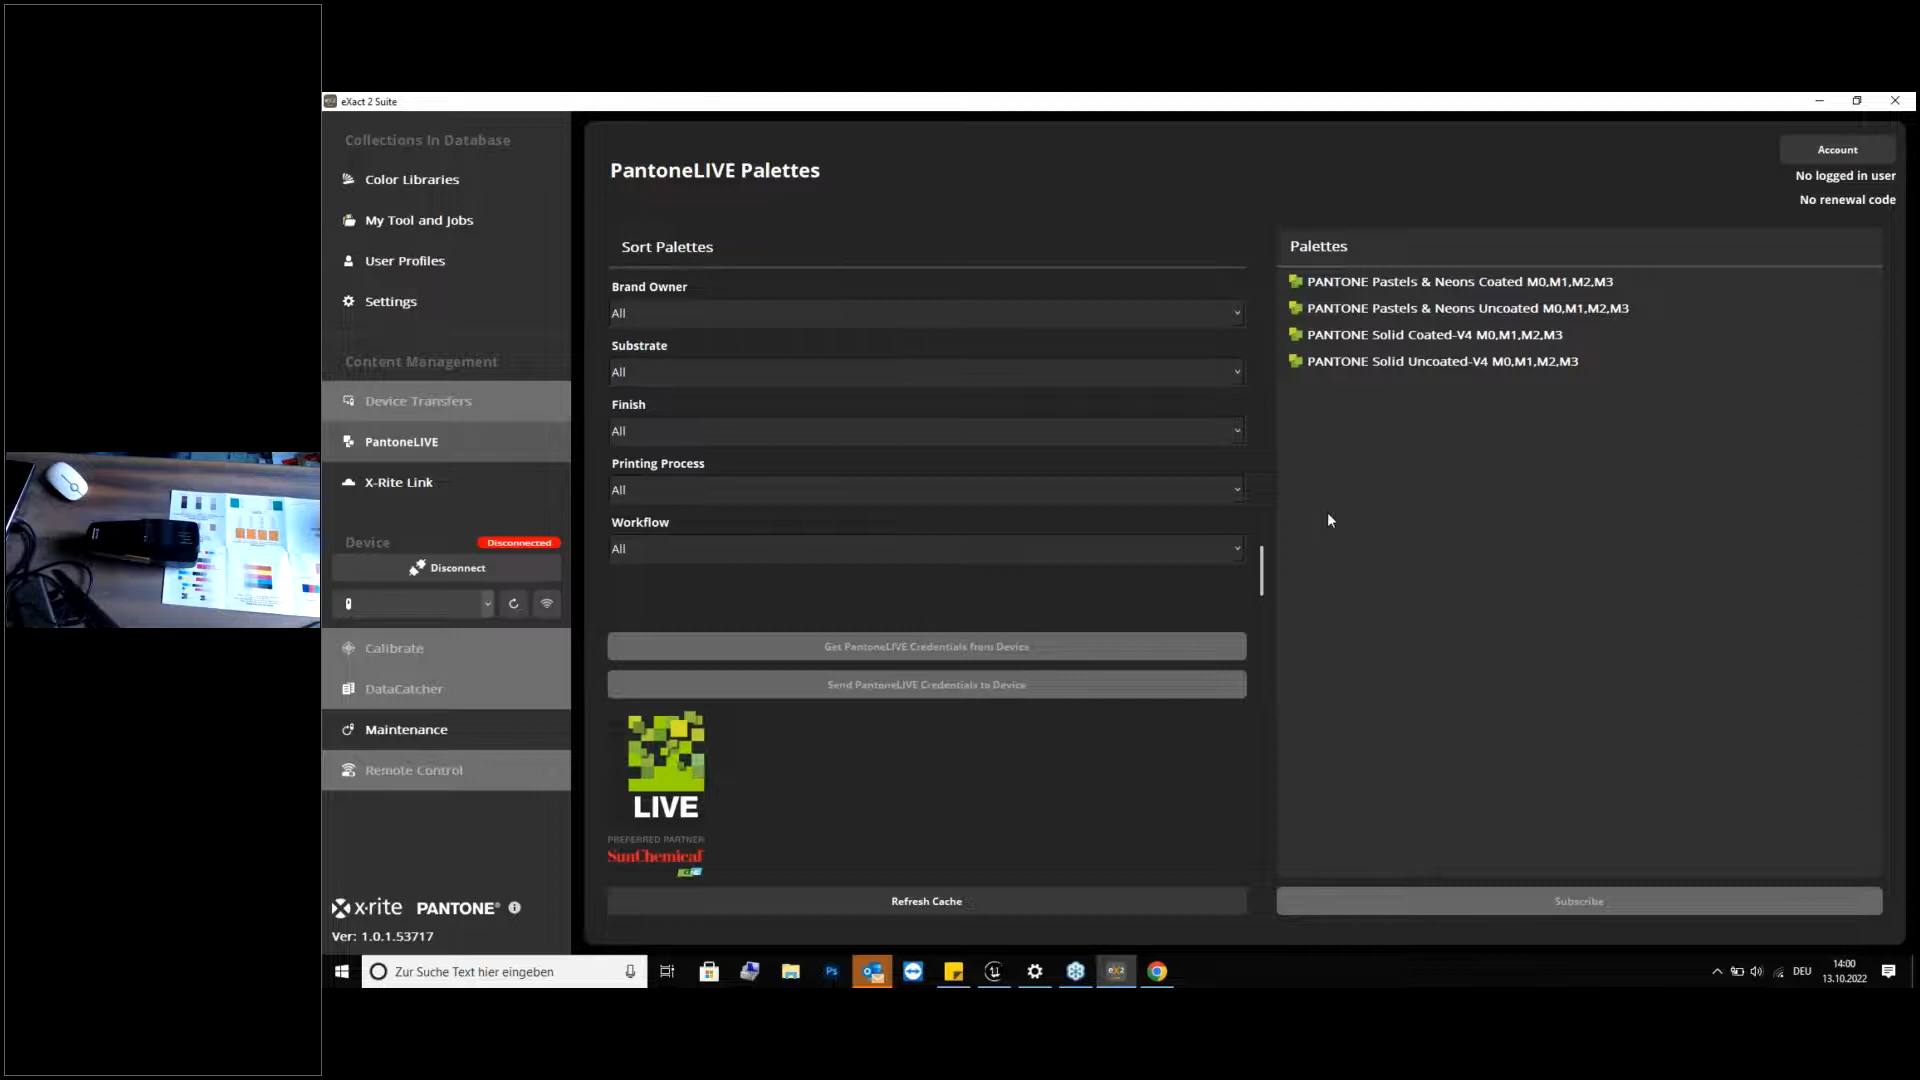 eXact 2 Suite
Collections In Database
Color Libraries
My Tool and Jobs
User Profiles
Settings
Content Management
Device Transfers
PantoneLIVE
X-Rite Link
Device
Disconnected
Disconnect
Calibrate
DataCatcher
Maintenance
Remote Control
x-rite PANTONE®
Ver: 1.0.1.53717
PantoneLIVE Palettes
Account
No logged in user
No renewal code
Sort Palettes
Brand Owner
All
Substrate
All
Finish
All
Printing Process
All
Workflow
All
Get PantoneLIVE Credentials from Device
Send PantoneLIVE Credentials to Device
LIVE
PREFERRED PARTNER
SunChemical
Refresh Cache
Palettes
PANTONE Pastels & Neons Coated M0,M1,M2,M3
PANTONE Pastels & Neons Uncoated M0,M1,M2,M3
PANTONE Solid Coated-V4 M0,M1,M2,M3
PANTONE Solid Uncoated-V4 M0,M1,M2,M3
Subscribe
Zur Suche Text hier eingeben
Ps
eX2
DEU
14:00
13.10.2022